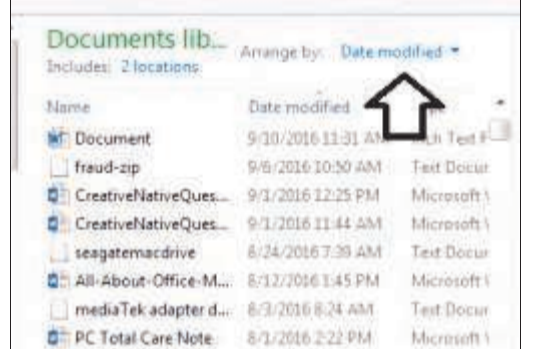 Documents lib...
Arrange by: Date modified
Includes: 2 locations
Name Date modified
Document 9/10/2016 11:31 AM Rich Text F
fraud-zip 9/6/2016 10:50 AM Text Docur
CreativeNativeQues... 9/1/2016 12:25 PM Microsoft
CreativeNativeQues... 9/1/2016 11:44 AM Microsoft
seagatemacdrive 8/24/2016 7:39 AM Text Docur
All-About-Office-M... 8/12/2016 1:45 PM Microsoft
mediaTek adapter d... 8/3/2016 8:24 AM Text Docur
PC Total Care Note 8/1/2016 2:22 PM Microsoft